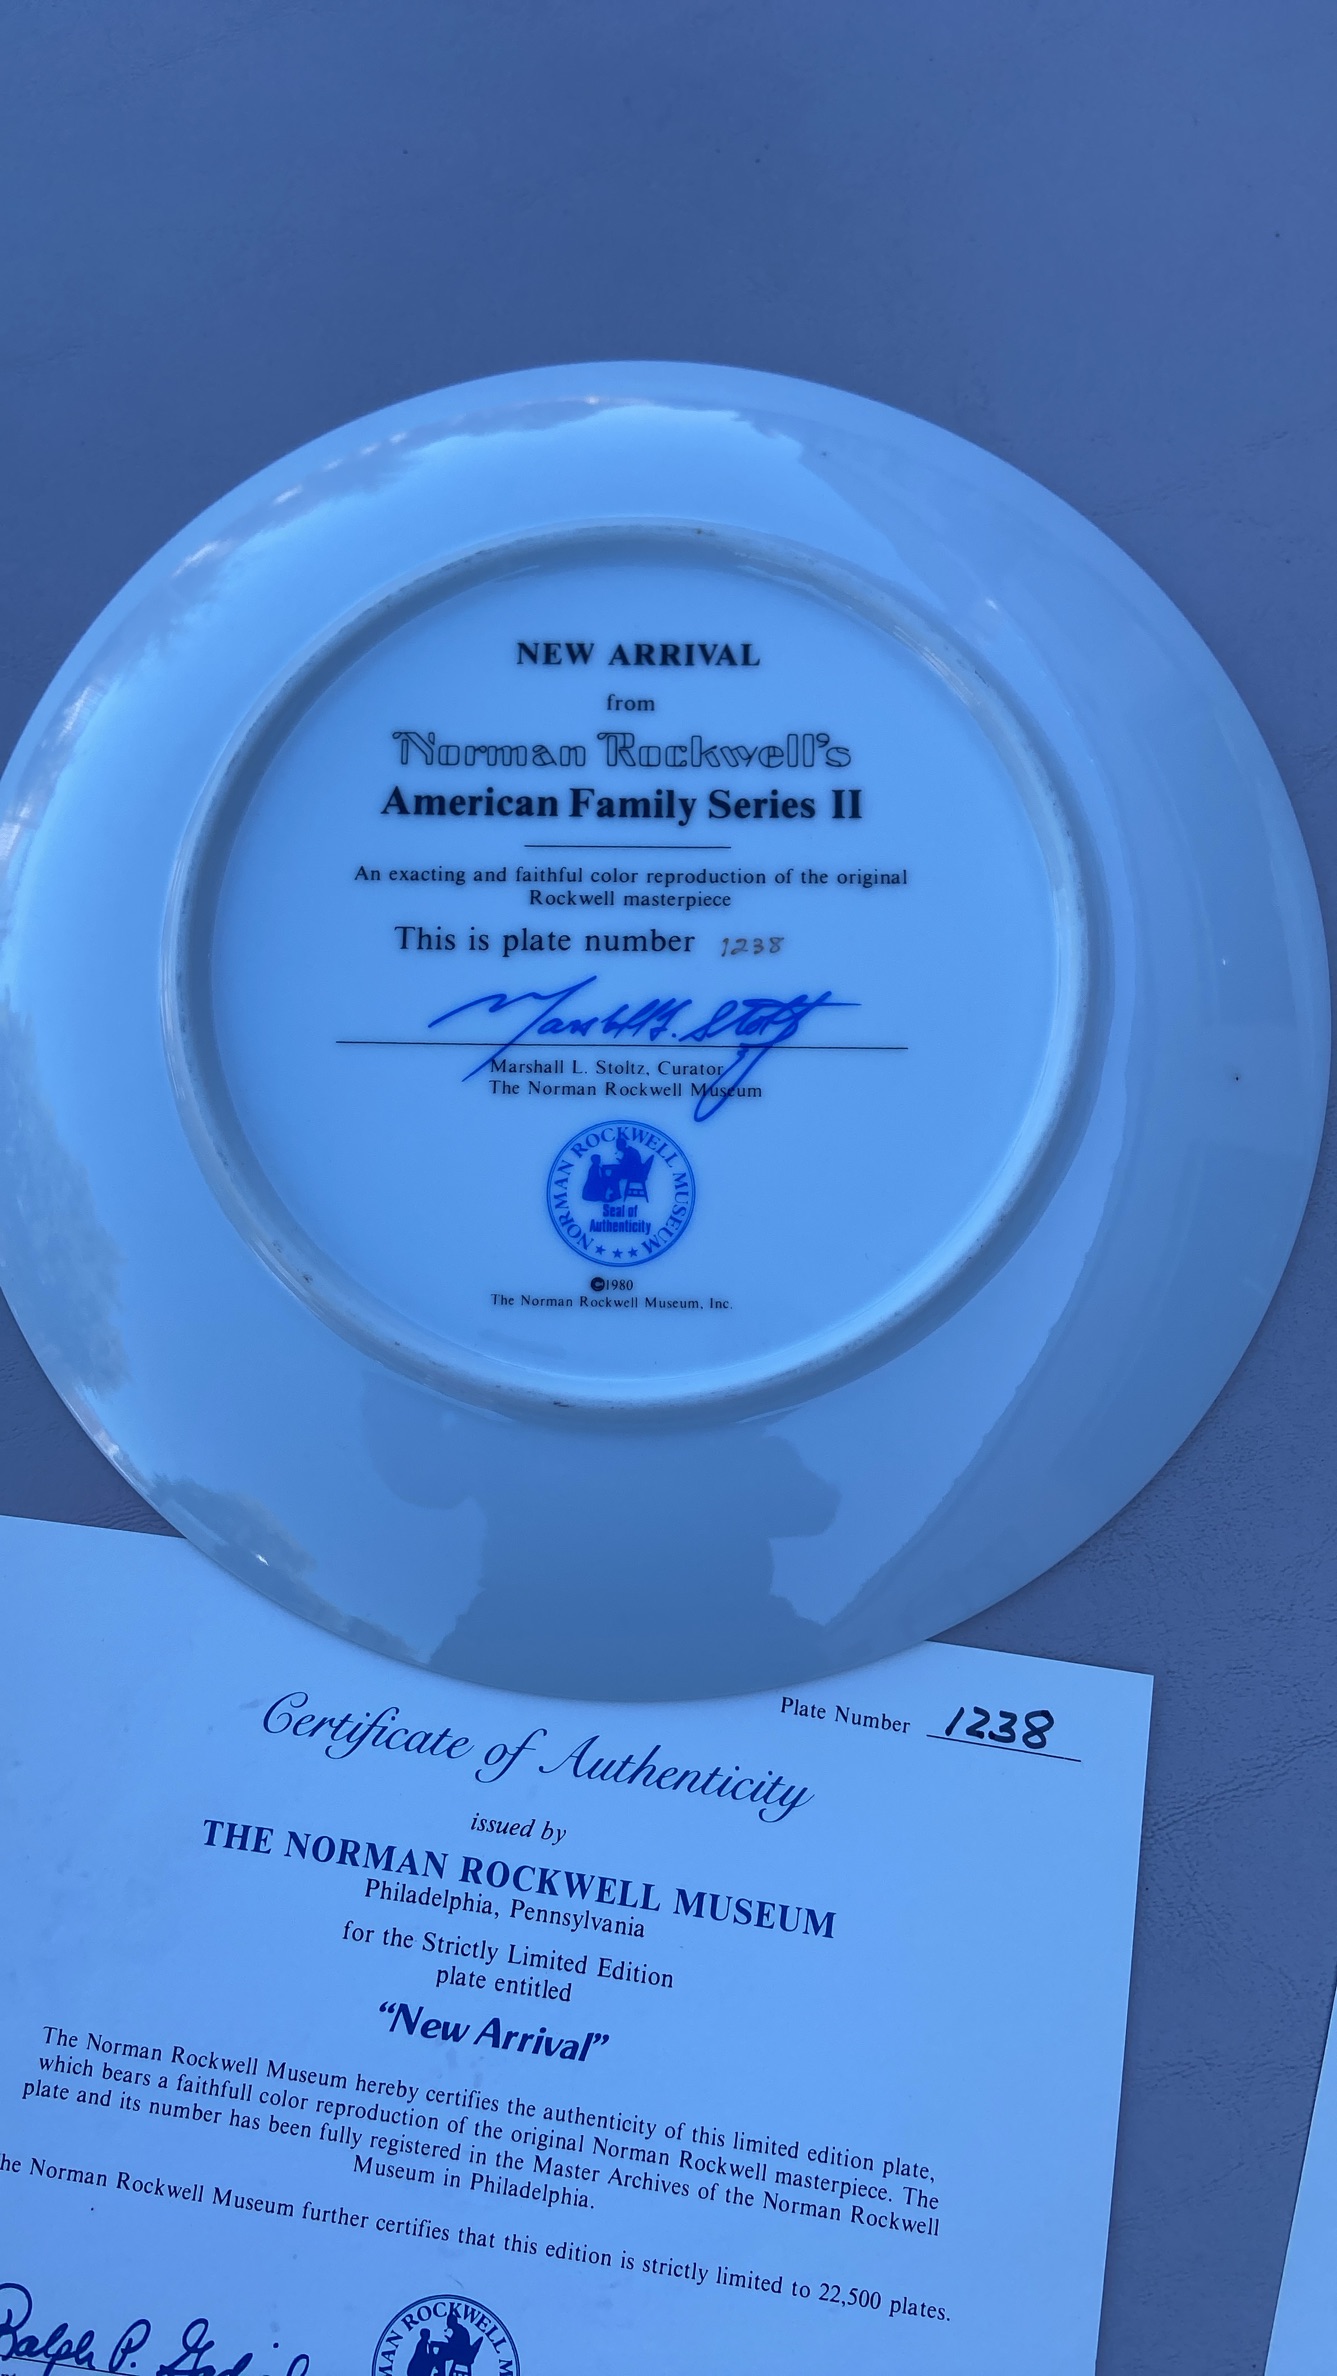 NEW ARRIVAL
from
Norman Rockwell's
American Family Series II
An exacting and faithful color reproduction of the original
Rockwell masterpiece
This is plate number 1238
Marshall L. Stoltz
Marshall L. Stoltz, Curator
The Norman Rockwell Museum
NORMAN ROCKWELL MUSEUM
Seal of
Authenticity
©1980
The Norman Rockwell Museum, Inc.
Plate Number 1238
Certificate of Authenticity
issued by
THE NORMAN ROCKWELL MUSEUM
Philadelphia, Pennsylvania
for the Strictly Limited Edition
plate entitled
"New Arrival"
The Norman Rockwell Museum hereby certifies the authenticity of this limited edition plate,
which bears a faithfull color reproduction of the original Norman Rockwell masterpiece. The
plate and its number has been fully registered in the Master Archives of the Norman Rockwell
Museum in Philadelphia.
he Norman Rockwell Museum further certifies that this edition is strictly limited to 22,500 plates.
Ralph P.
MAN ROCKWELL M